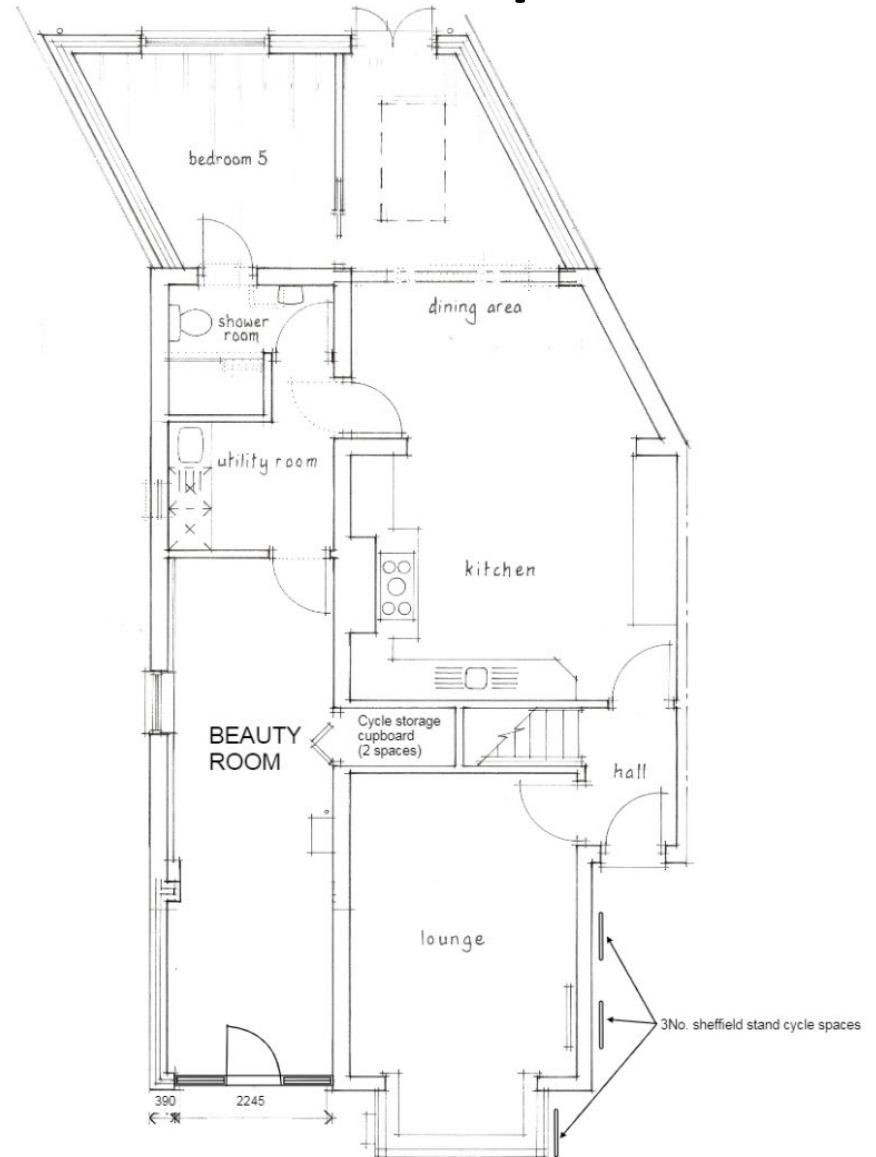 bedroom 5
dining area
shower
room
utility room
kitchen
BEAUTY
ROOM
Cycle storage
cupboard
(2 spaces)
hall
lounge
3No. sheffield stand cycle spaces
390
2245